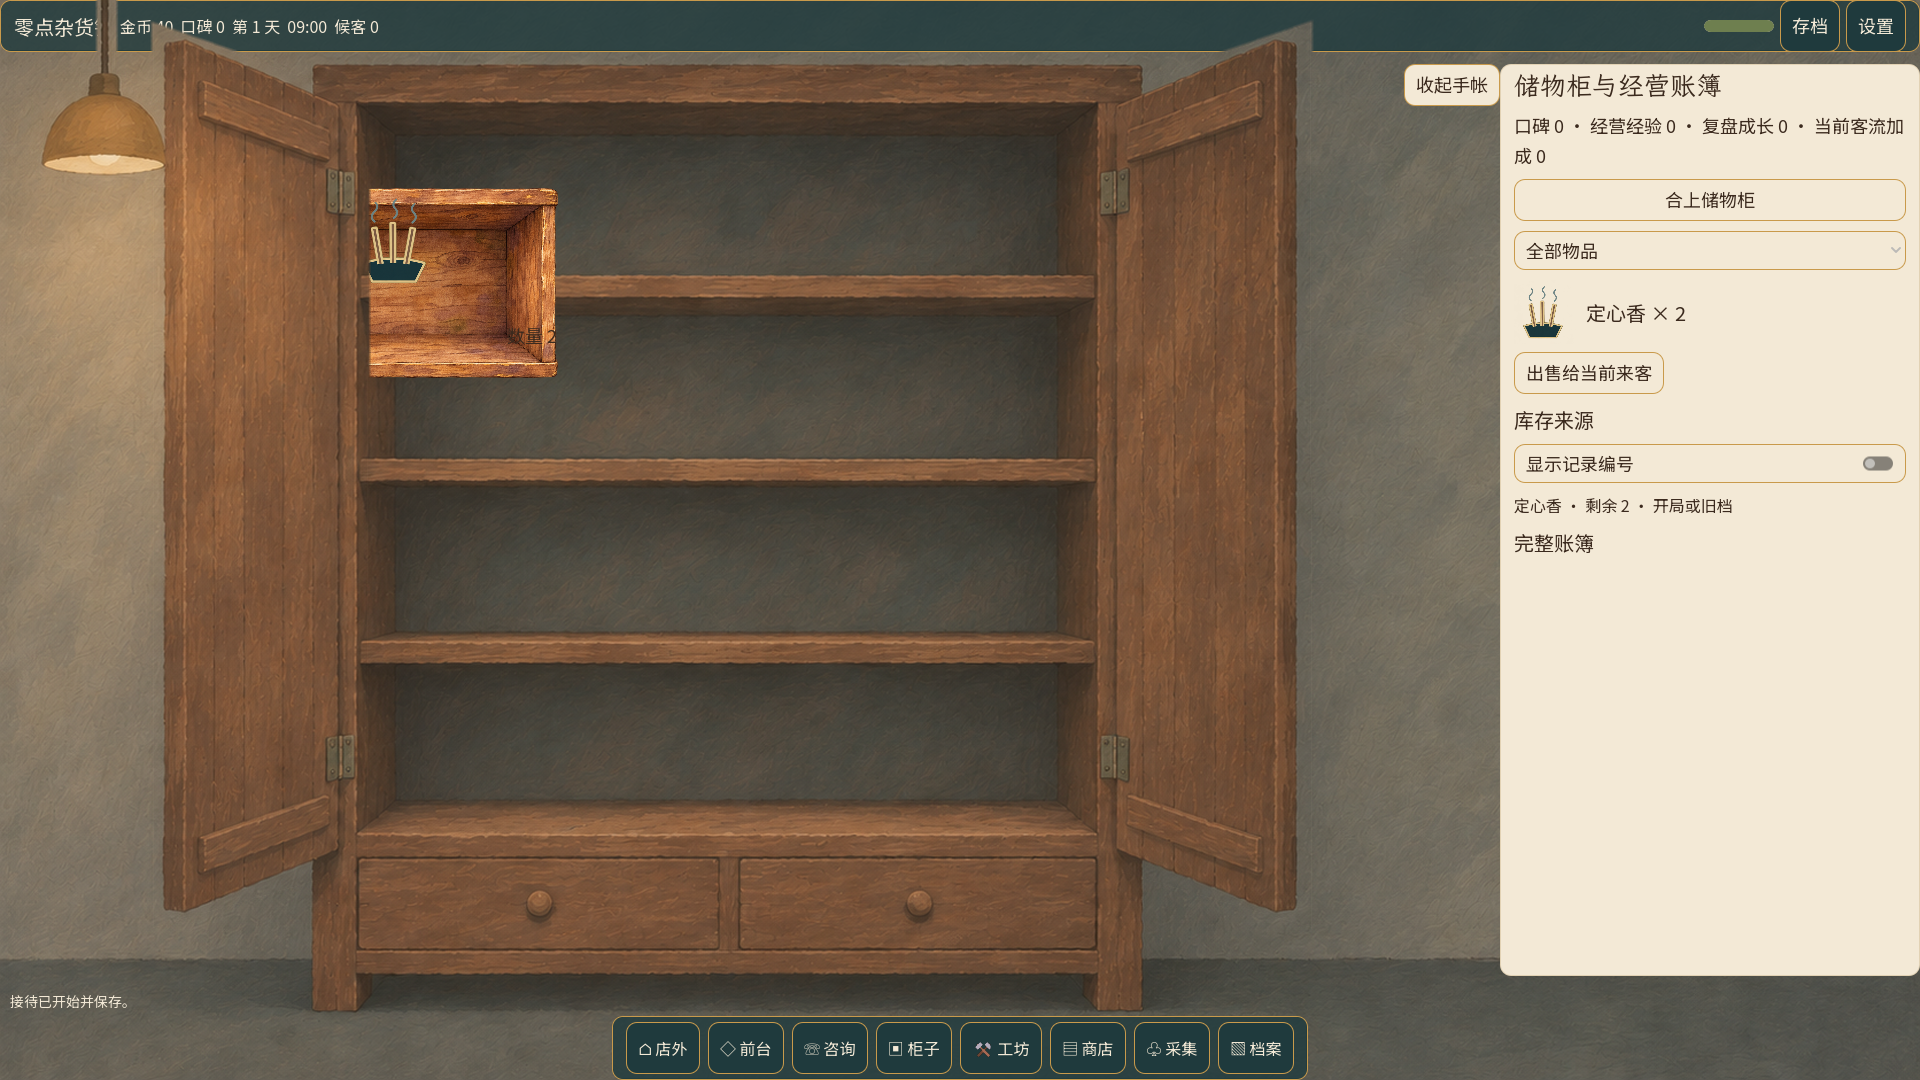 零点杂货 金币 40 口碑 0 第 1 天 09:00 候客 0
存档
设置
收起手帐
储物柜与经营账簿
口碑 0 · 经营经验 0 · 复盘成长 0 · 当前客流加
成 0
合上储物柜
全部物品
定心香 × 2
出售给当前来客
库存来源
显示记录编号
定心香 · 剩余 2 · 开局或旧档
完整账簿
数量 2
接待已开始并保存。
店外
前台
咨询
柜子
工坊
商店
采集
档案